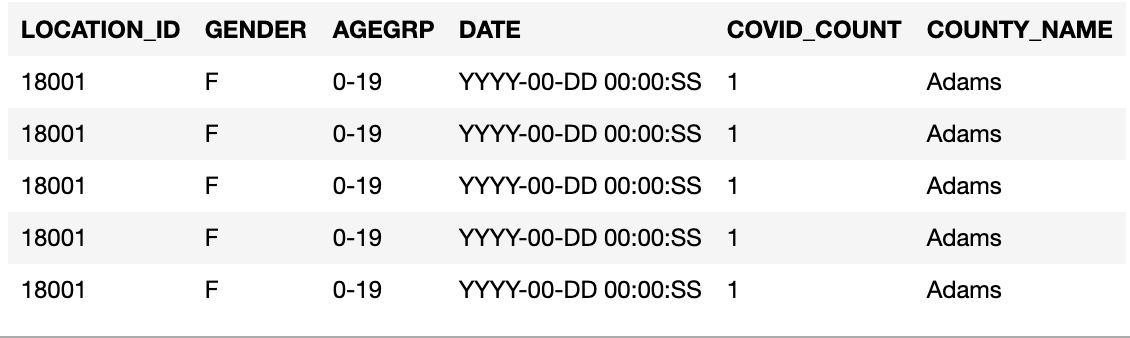 LOCATION_ID GENDER AGEGRP DATE COVID_COUNT COUNTY_NAME
18001 F 0-19 YYYY-00-DD 00:00:SS 1 Adams
18001 F 0-19 YYYY-00-DD 00:00:SS 1 Adams
18001 F 0-19 YYYY-00-DD 00:00:SS 1 Adams
18001 F 0-19 YYYY-00-DD 00:00:SS 1 Adams
18001 F 0-19 YYYY-00-DD 00:00:SS 1 Adams